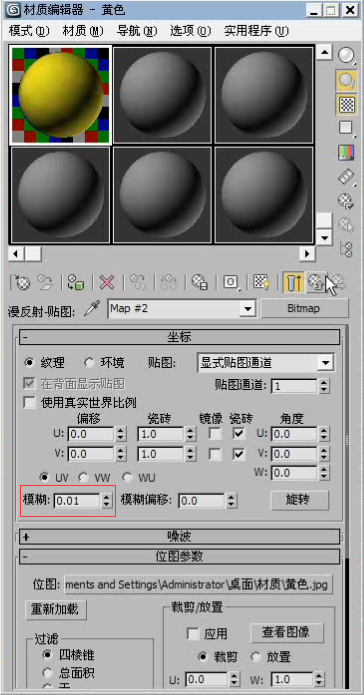 材质编辑器 - 黄色
模式(D) 材质(M) 导航(N) 选项(O) 实用程序(U)
漫反射-贴图: Map #2 Bitmap
- 坐标
纹理 环境 贴图: 显式贴图通道
在背面显示贴图 贴图通道: 1
使用真实世界比例
偏移 瓷砖 镜像 瓷砖 角度
U: 0.0 1.0 U: 0.0
V: 0.0 1.0 V: 0.0
W: 0.0
UV VW WU
模糊: 0.01 模糊偏移: 0.0 旋转
+ 噪波
- 位图参数
位图: ments and Settings\Administrator\桌面\材质\黄色.jpg
重新加载
裁剪/放置
应用 查看图像
过滤
四棱锥
裁剪 放置
总面积
U: 0.0 W: 1.0